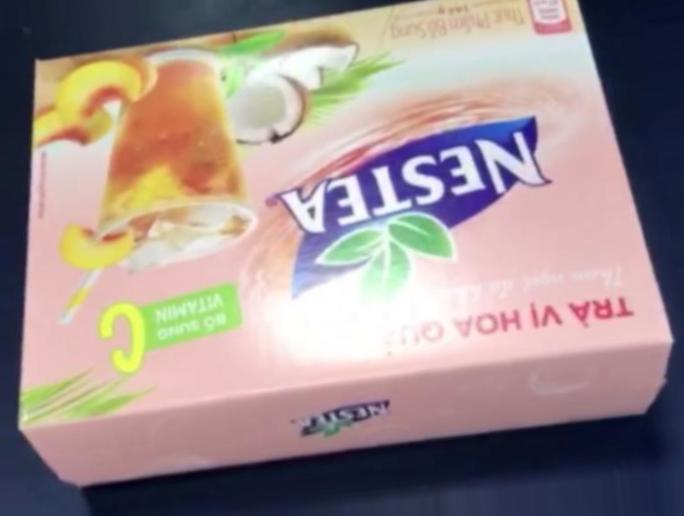 TRÀ VỊ HOA QUẢ
NESTEA
BỔ SUNG
VITAMIN
C
Thực Phẩm Bổ Sung
NESTEA